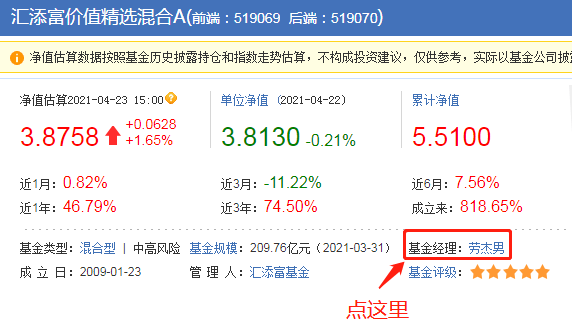 汇添富价值精选混合A(前端：519069 后端：519070)
净值估算数据按照基金历史披露持仓和指数走势估算，不构成投资建议，仅供参考，实际以基金公司披
净值估算2021-04-23 15:00 单位净值 (2021-04-22) 累计净值
3.8758 +0.0628 +1.65% 3.8130 -0.21% 5.5100
近1月：0.82% 近3月：-11.22% 近6月：7.56%
近1年：46.79% 近3年：74.50% 成立来：818.65%
基金类型：混合型 | 中高风险 基金规模：209.76亿元（2021-03-31） 基金经理：劳杰男
成 立 日：2009-01-23 管 理 人：汇添富基金 基金评级：
点这里